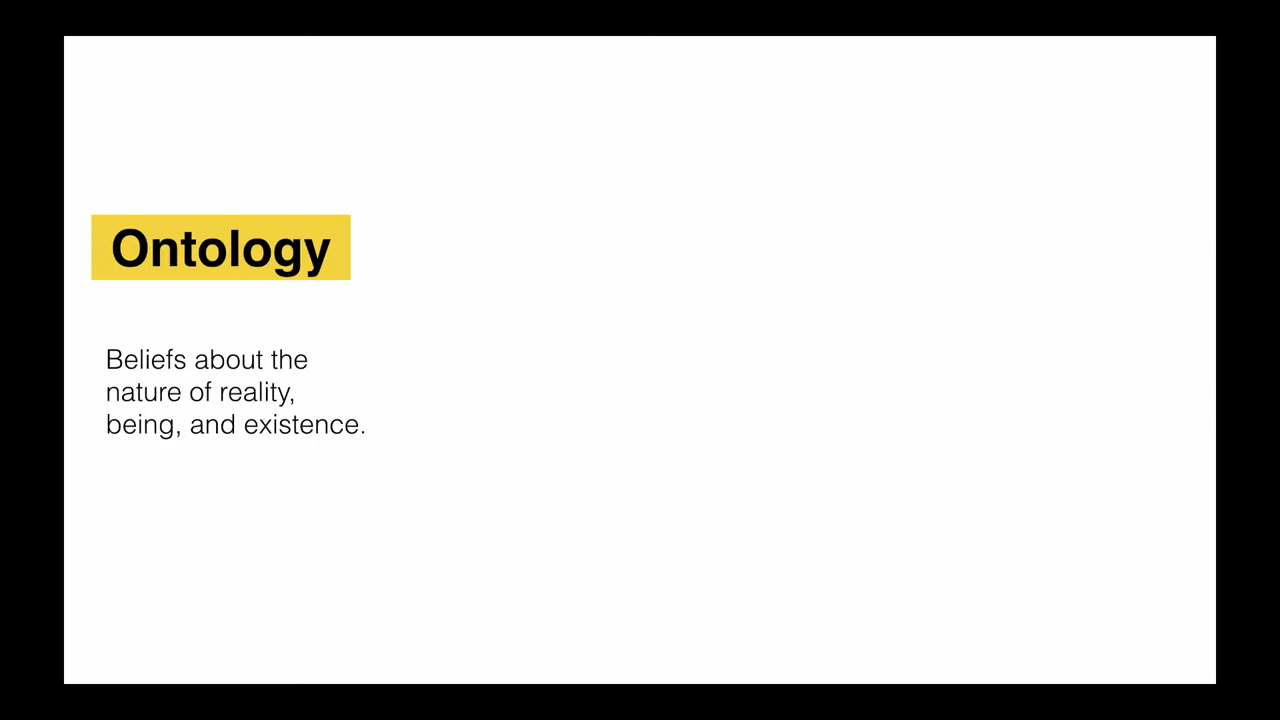 Ontology
Beliefs about the
nature of reality,
being, and existence.